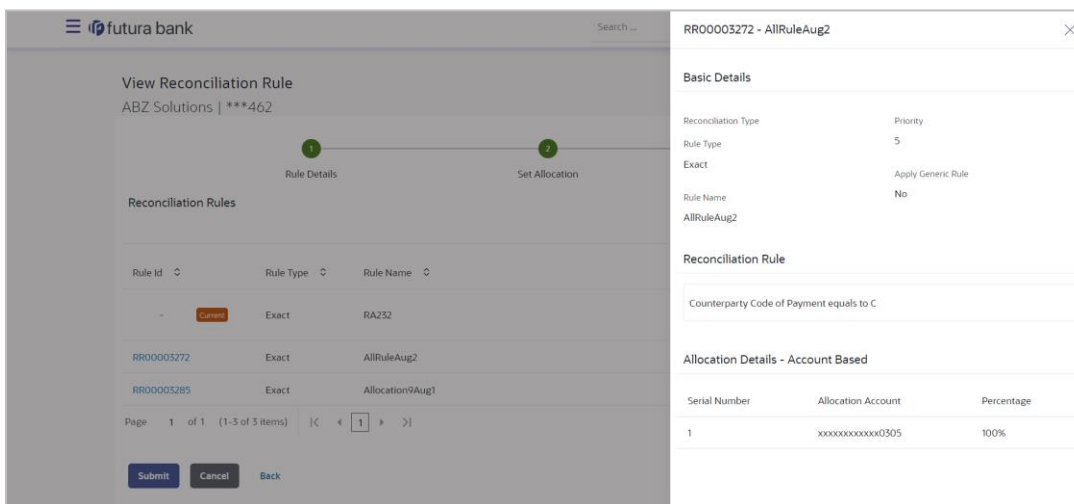 futura bank
Search ...
View Reconciliation Rule
ABZ Solutions | ***462
1
2
Rule Details
Set Allocation
Reconciliation Rules
Rule Id
Rule Type
Rule Name
-
Current
Exact
RA232
RR00003272
Exact
AllRuleAug2
RR00003285
Exact
Allocation9Aug1
Page 1 of 1 (1-3 of 3 items) 1
Submit
Cancel
Back
RR00003272 - AllRuleAug2
Basic Details
Reconciliation Type
Priority
Rule Type
5
Exact
Apply Generic Rule
Rule Name
No
AllRuleAug2
Reconciliation Rule
Counterparty Code of Payment equals to C
Allocation Details - Account Based
Serial Number
Allocation Account
Percentage
1
xxxxxxxxxxxx0305
100%